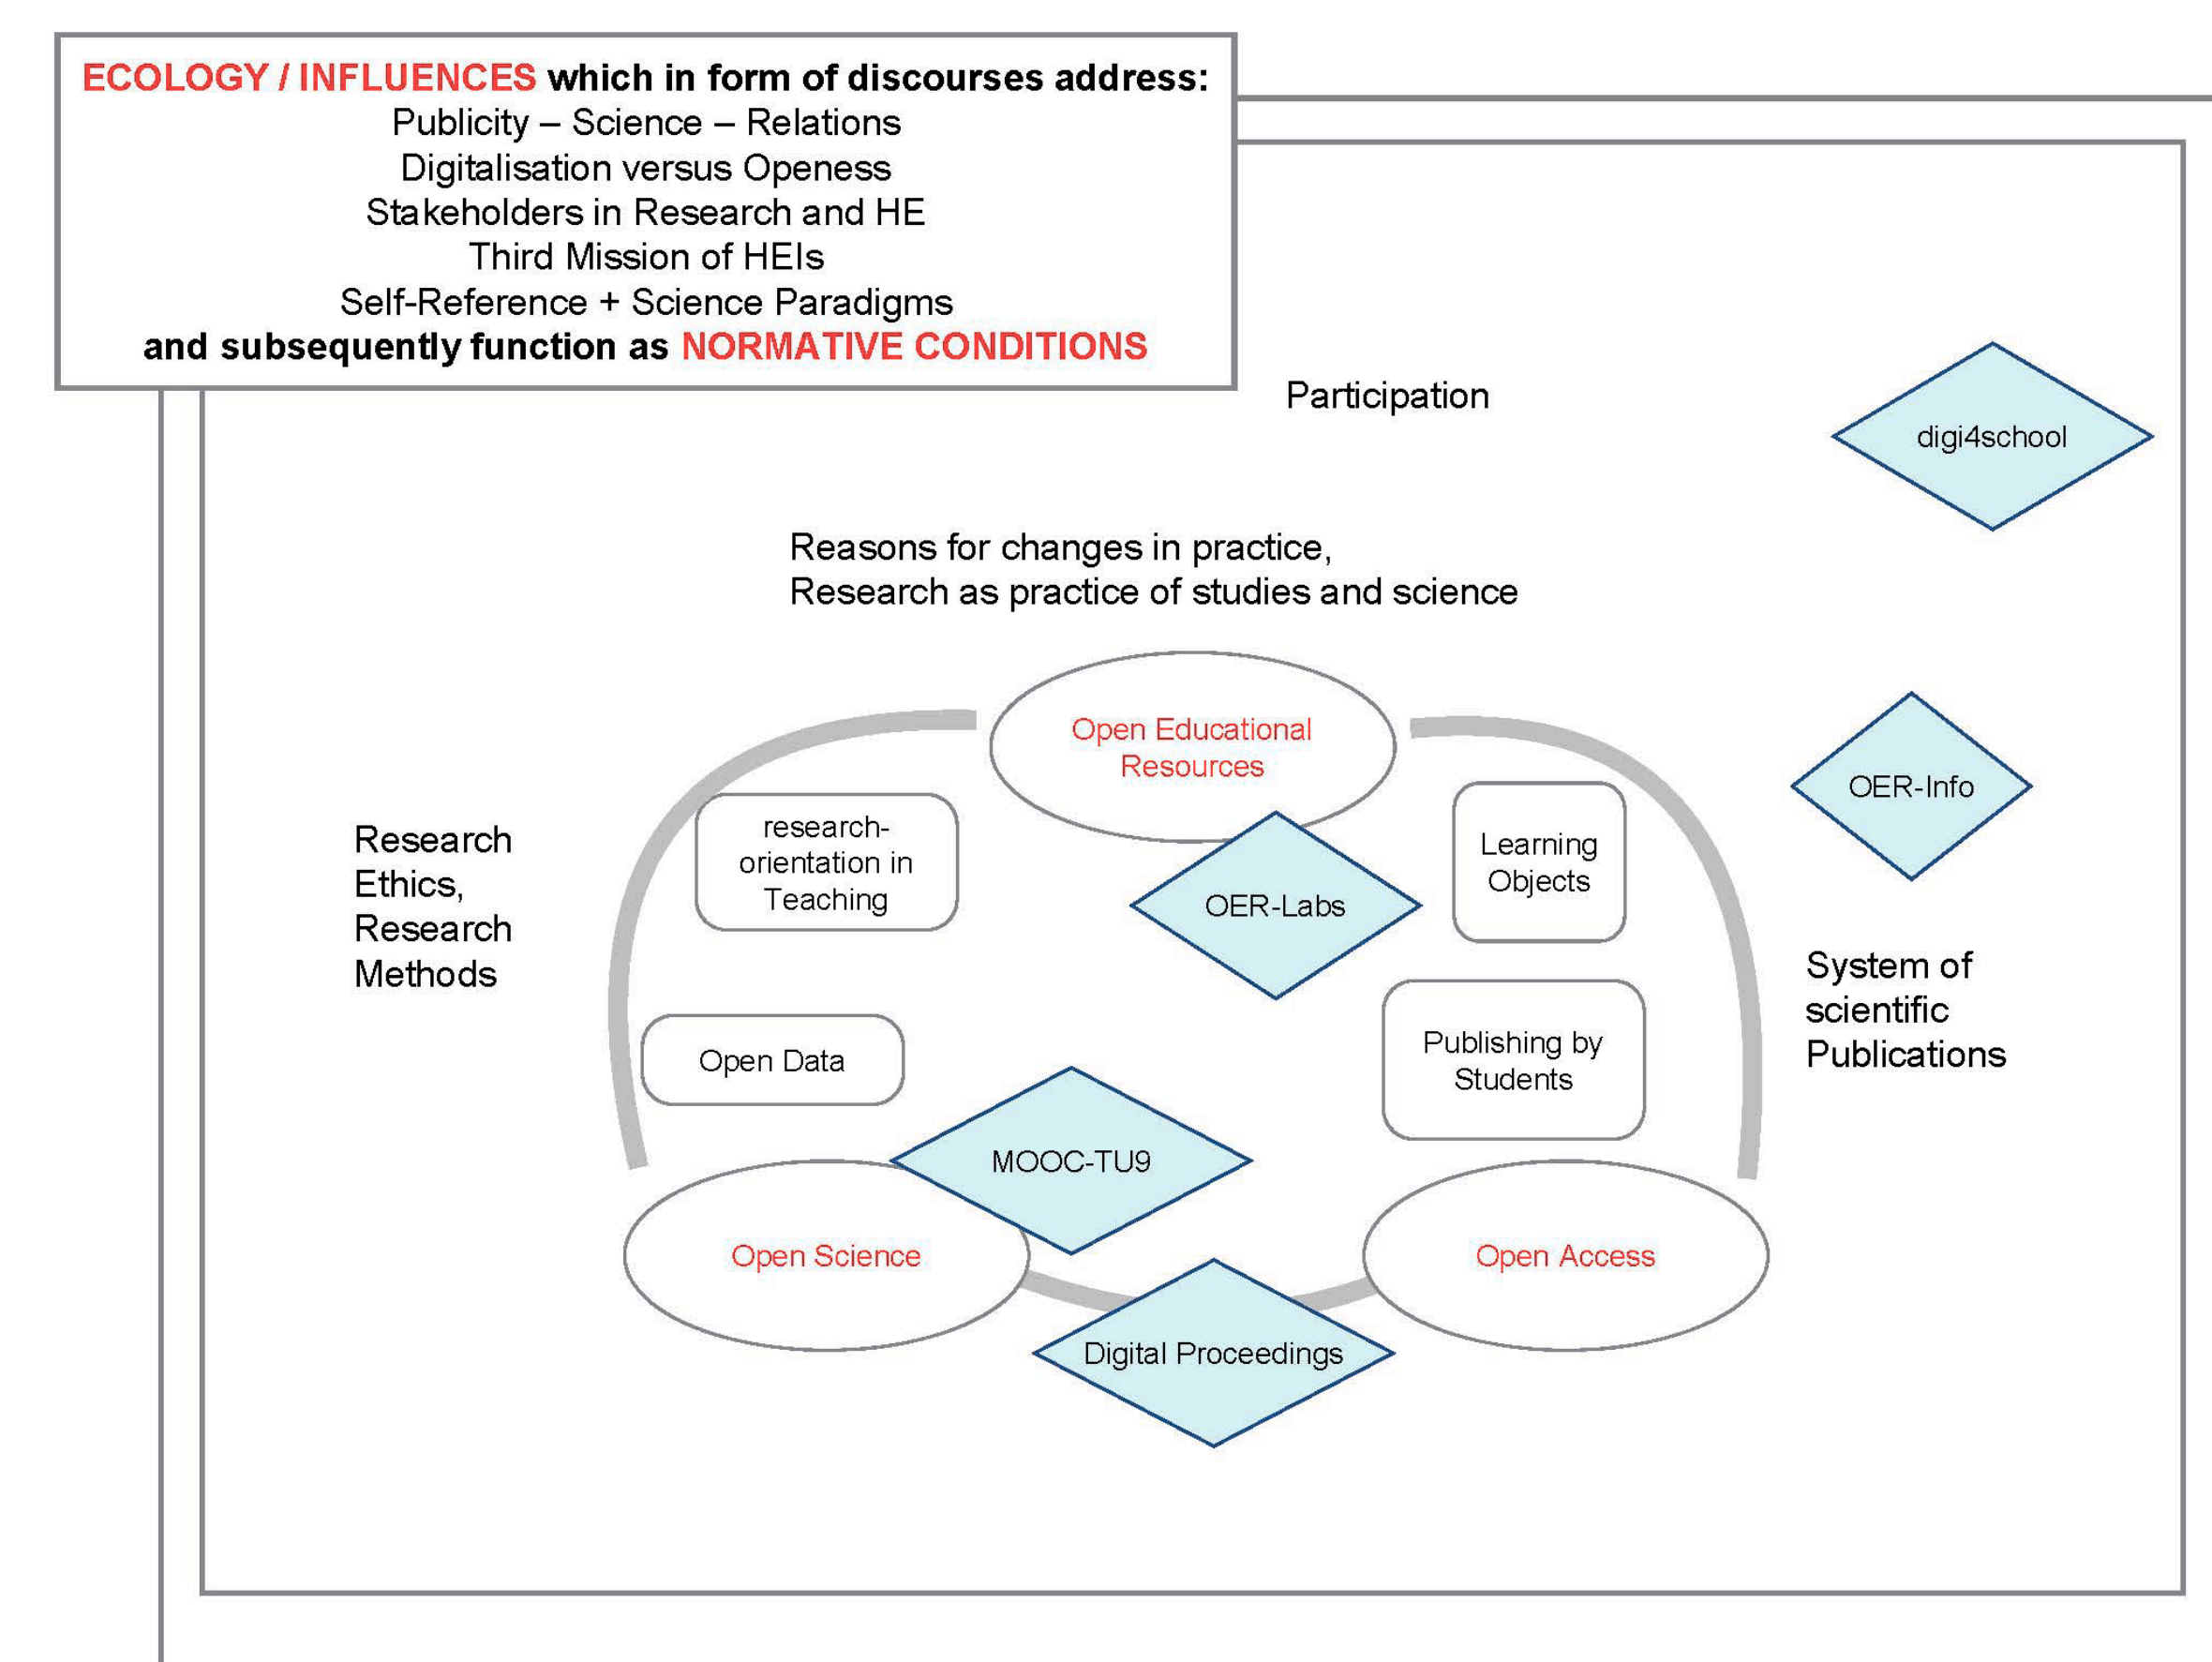 ECOLOGY / INFLUENCES which in form of discourses address:
Publicity – Science – Relations
Digitalisation versus Openess
Stakeholders in Research and HE
Third Mission of HEIs
Self-Reference + Science Paradigms
and subsequently function as NORMATIVE CONDITIONS
Participation
digi4school
Reasons for changes in practice,
Research as practice of studies and science
Open Educational
Resources
OER-Info
research-
orientation in
Teaching
Learning
Objects
OER-Labs
Research
Ethics,
Research
Methods
System of
scientific
Publications
Open Data
Publishing by
Students
MOOC-TU9
Open Science
Open Access
Digital Proceedings